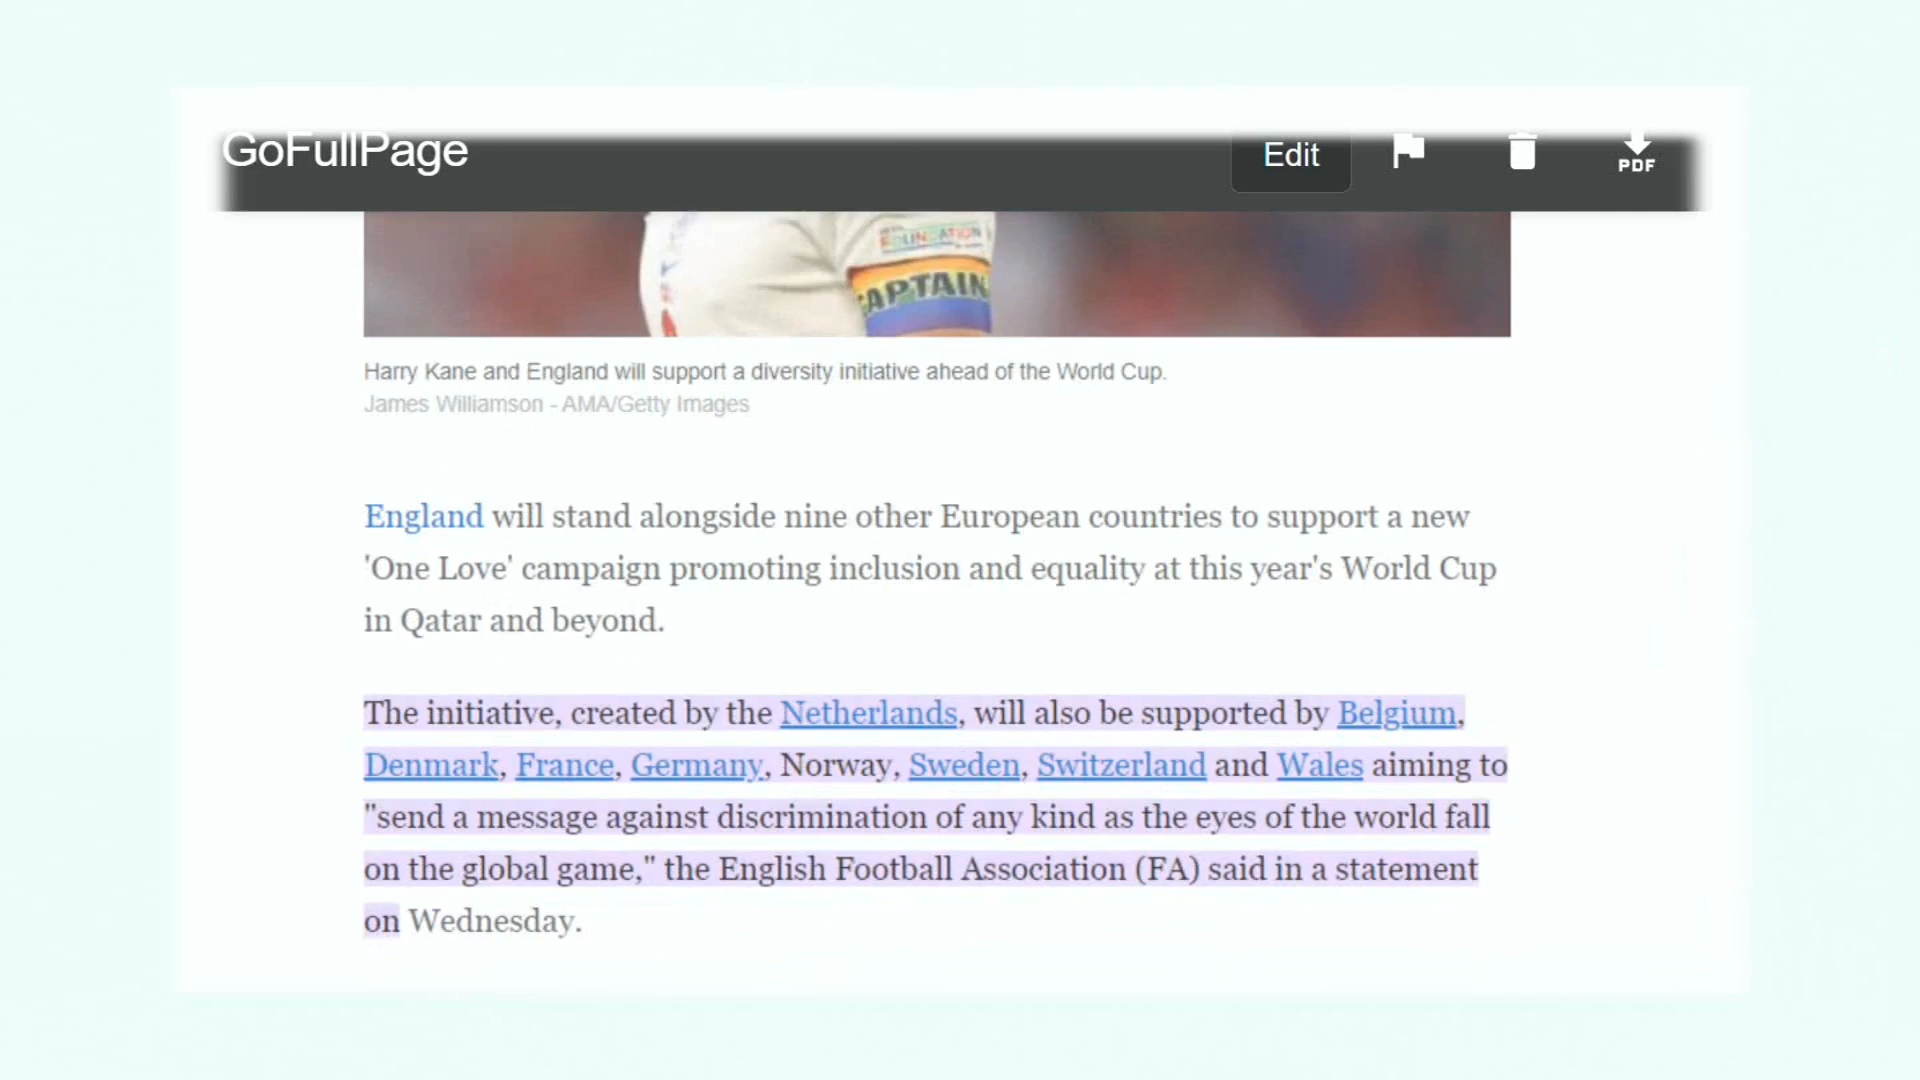 GoFullPage
Edit
PDF
FOUNDATION
CAPTAIN
Harry Kane and England will support a diversity initiative ahead of the World Cup.
James Williamson - AMA/Getty Images
England will stand alongside nine other European countries to support a new
'One Love' campaign promoting inclusion and equality at this year's World Cup
in Qatar and beyond.
The initiative, created by the Netherlands, will also be supported by Belgium,
Denmark, France, Germany, Norway, Sweden, Switzerland and Wales aiming to
"send a message against discrimination of any kind as the eyes of the world fall
on the global game," the English Football Association (FA) said in a statement
on Wednesday.